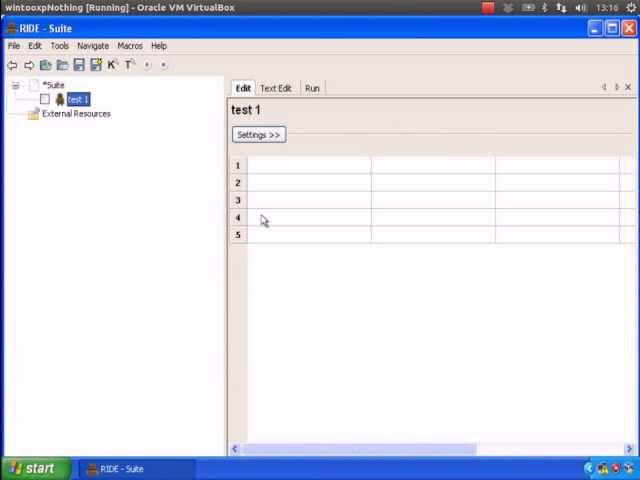 wintooxpNothing [Running] - Oracle VM VirtualBox
13:16
RIDE - Suite
File Edit Tools Navigate Macros Help
K T
*Suite
test 1
External Resources
Edit Text Edit Run
test 1
Settings >>
1
2
3
4
5
start
RIDE - Suite